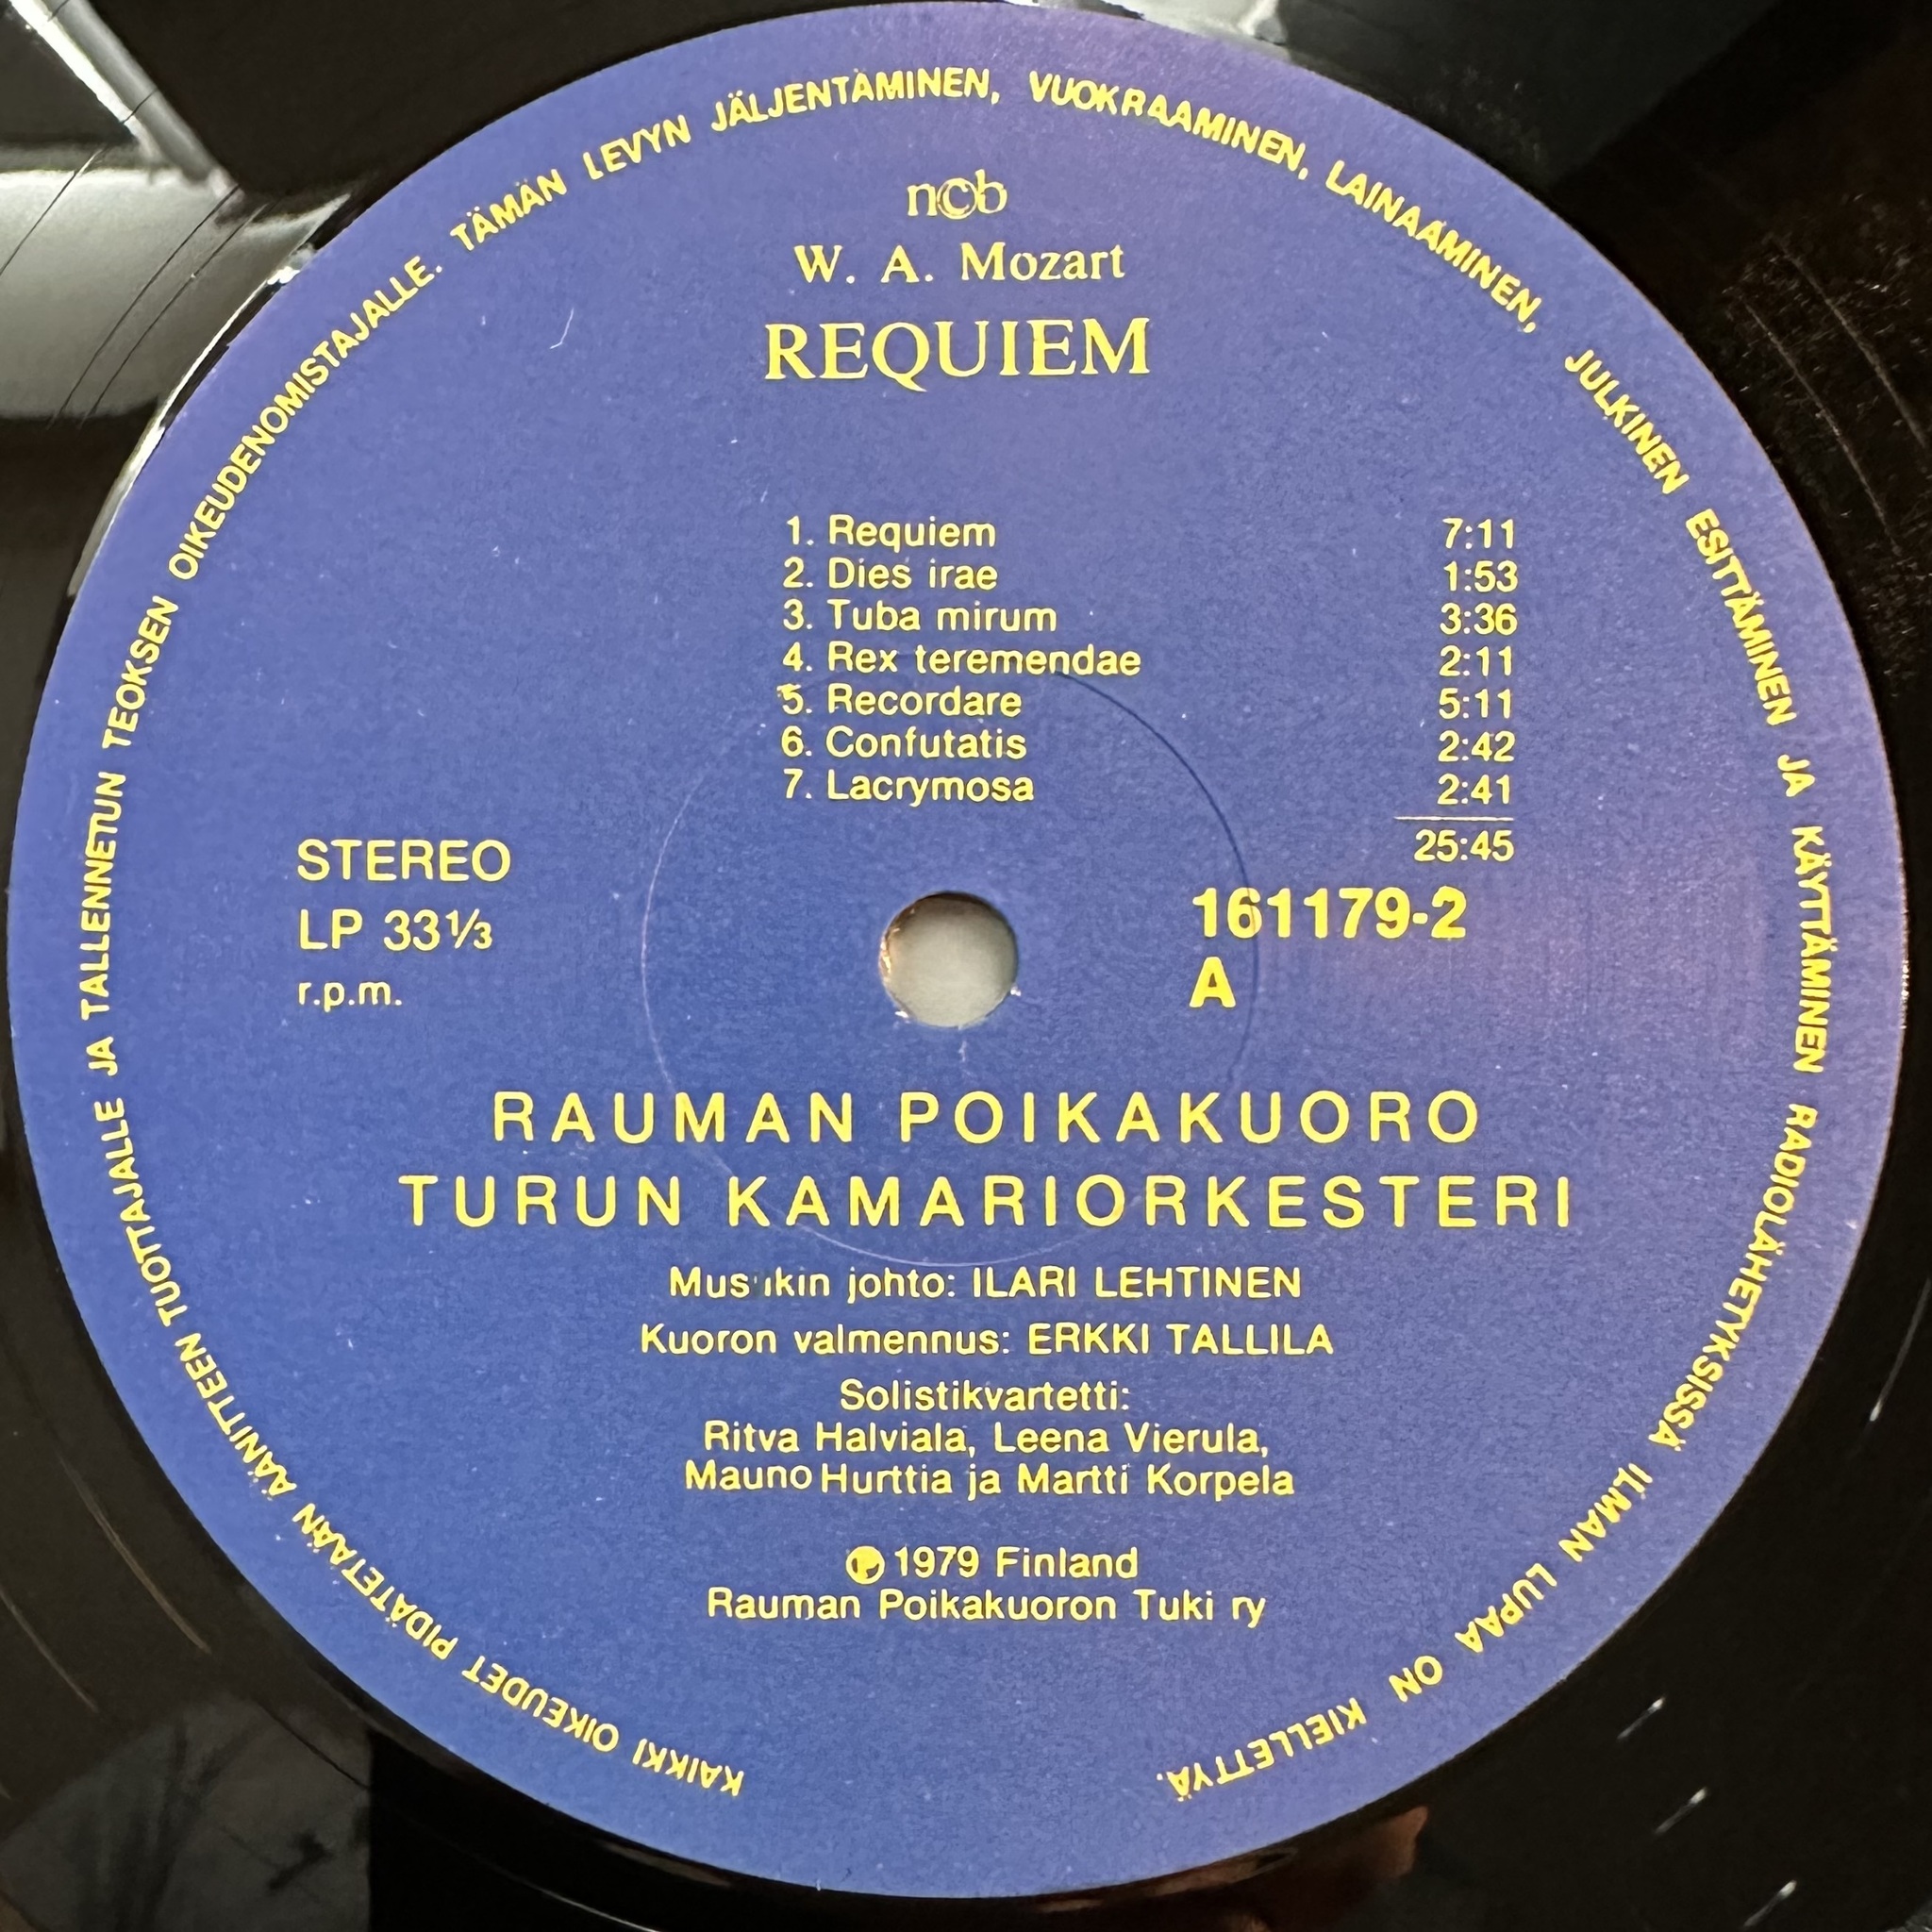 KAIKKI OIKEUDET PIDÄTETÄÄN ÄÄNITTEEN TUOTTAJALLE JA TALLENNETUN TEOKSEN OIKEUDENOMISTAJALLE. TÄMÄN LEVYN JÄLJENTÄMINEN, VUOKRAAMINEN, LAINAAMINEN, JULKINEN ESITTÄMINEN JA KÄYTTÄMINEN RADIOLÄHETYKSISSÄ ILMAN LUPAA ON KIELLETTYÄ.
ncb
W. A. Mozart
REQUIEM
1. Requiem 7:11
2. Dies irae 1:53
3. Tuba mirum 3:36
4. Rex teremendae 2:11
5. Recordare 5:11
6. Confutatis 2:42
7. Lacrymosa 2:41
25:45
STEREO
LP 33⅓
r.p.m.
161179-2
A
RAUMAN POIKAKUORO
TURUN KAMARIORKESTERI
Mus'ikin johto: ILARI LEHTINEN
Kuoron valmennus: ERKKI TALLILA
Solistikvartetti:
Ritva Halviala, Leena Vierula,
Mauno Hurttia ja Martti Korpela
℗ 1979 Finland
Rauman Poikakuoron Tuki ry